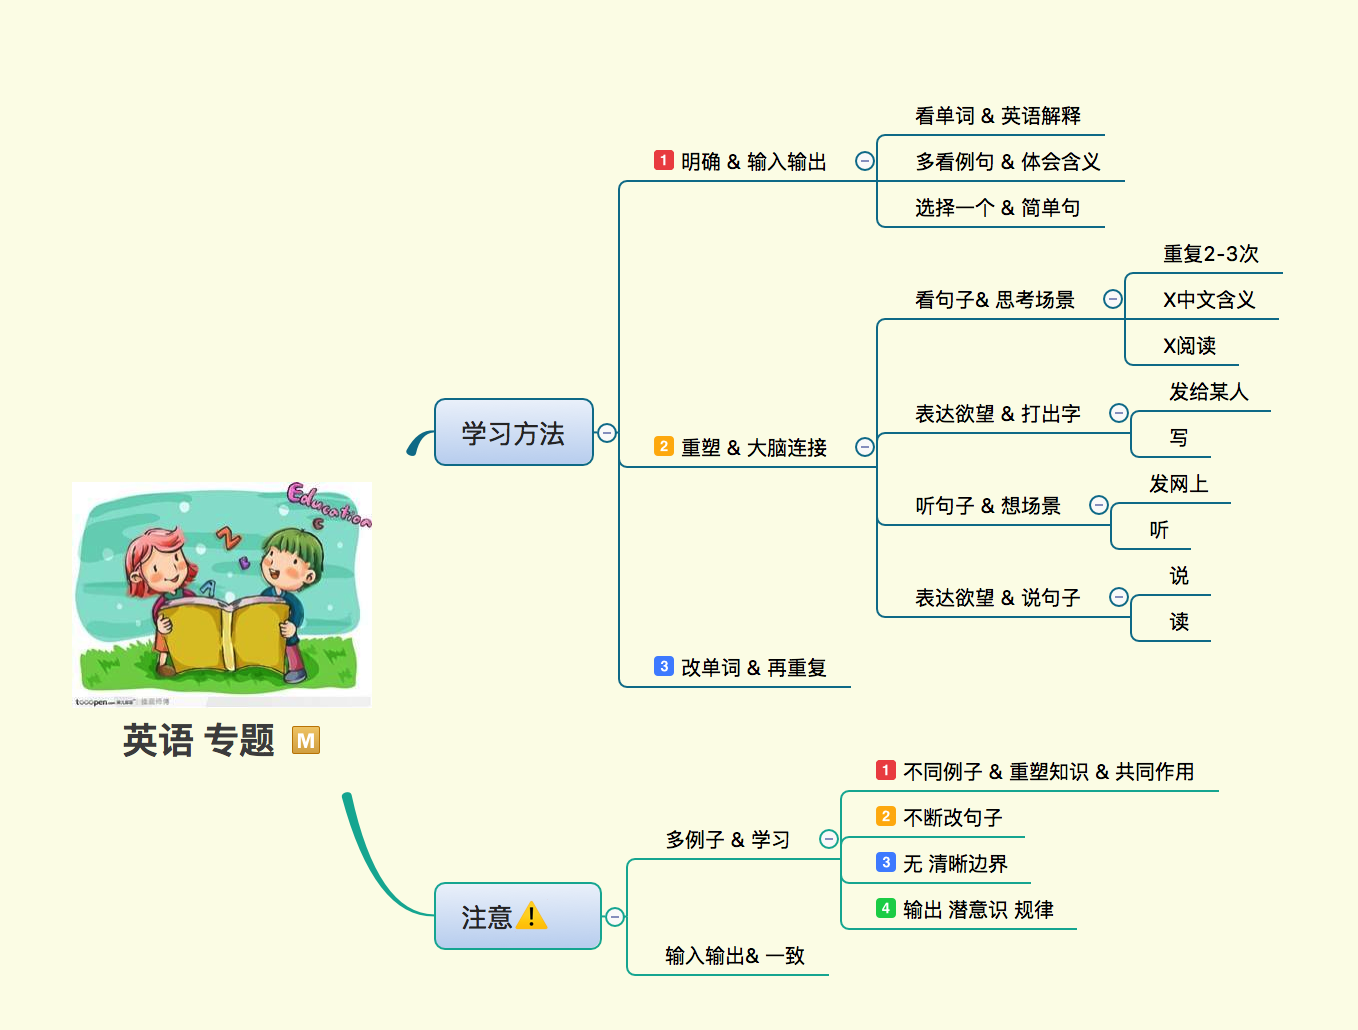 看单词 & 英语解释
1 明确 & 输入输出
多看例句 & 体会含义
选择一个 & 简单句
重复2-3次
看句子& 思考场景
X中文含义
X阅读
发给某人
表达欲望 & 打出字
写
学习方法
2 重塑 & 大脑连接
发网上
听句子 & 想场景
听
说
表达欲望 & 说句子
读
3 改单词 & 再重复
Education
C
Z
B
A
tooopen.com
英语 专题 M
1 不同例子 & 重塑知识 & 共同作用
2 不断改句子
多例子 & 学习
3 无 清晰边界
4 输出 潜意识 规律
注意
输入输出& 一致